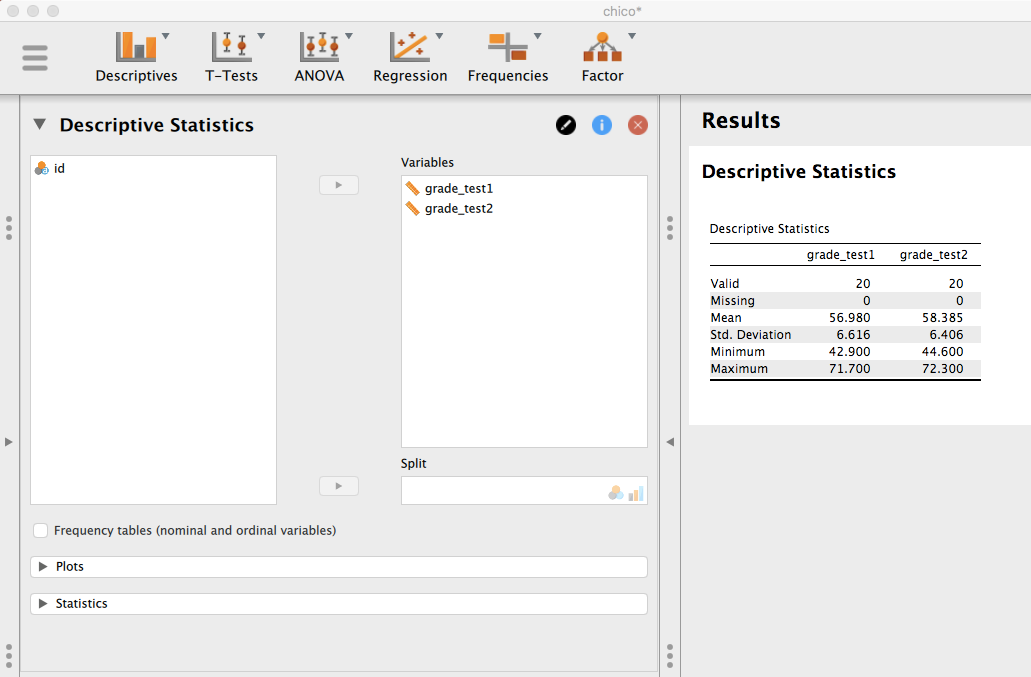 chico*
Descriptives T-Tests ANOVA Regression Frequencies Factor
Descriptive Statistics
id
Variables
grade_test1
grade_test2
Split
Frequency tables (nominal and ordinal variables)
Plots
Statistics
Results
Descriptive Statistics
Descriptive Statistics
grade_test1 grade_test2
Valid 20 20
Missing 0 0
Mean 56.980 58.385
Std. Deviation 6.616 6.406
Minimum 42.900 44.600
Maximum 71.700 72.300